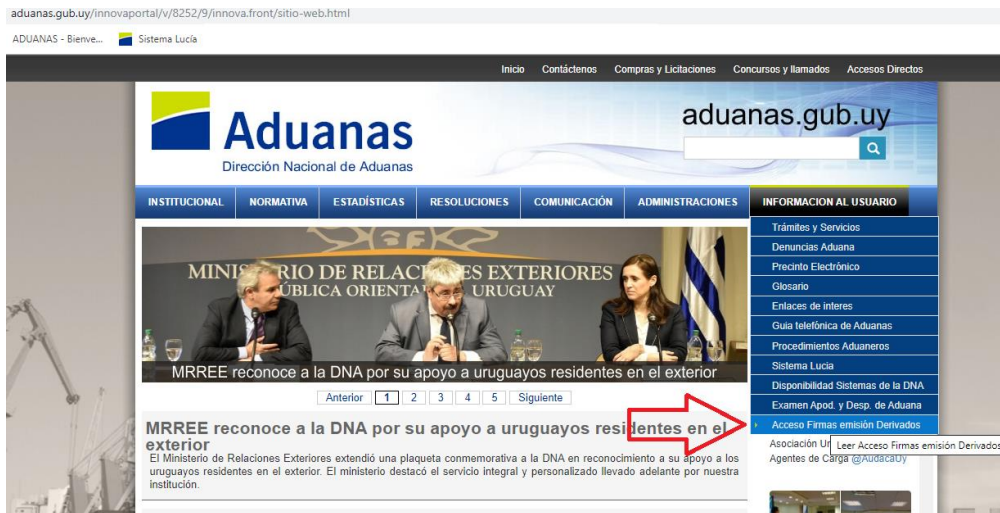 aduanas.gub.uy/innovaportal/v/8252/9/innova.front/sitio-web.html
ADUANAS - Bienve... Sistema Lucía
Inicio Contáctenos Compras y Licitaciones Concursos y llamados Accesos Directos
Aduanas
Dirección Nacional de Aduanas
aduanas.gub.uy
INSTITUCIONAL NORMATIVA ESTADÍSTICAS RESOLUCIONES COMUNICACIÓN ADMINISTRACIONES INFORMACION AL USUARIO
Trámites y Servicios
Denuncias Aduana
Precinto Electrónico
Glosario
Enlaces de interes
Guia telefónica de Aduanas
Procedimientos Aduaneros
Sistema Lucia
Disponibilidad Sistemas de la DNA
Examen Apod. y Desp. de Aduana
Acceso Firmas emisión Derivados
Leer Acceso Firmas emisión Derivados
Asociación
Agentes de Carga @AudacaUy
DE RELAC ES EXTERIORES
ICA ORIENTA URUGUAY
MRREE reconoce a la DNA por su apoyo a uruguayos residentes en el exterior
Anterior 1 2 3 4 5 Siguiente
MRREE reconoce a la DNA por su apoyo a uruguayos residentes en el
exterior
El Ministerio de Relaciones Exteriores extendió una plaqueta conmemorativa a la DNA en reconocimiento a su apoyo a los
uruguayos residentes en el exterior. El ministerio destacó el servicio integral y personalizado llevado adelante por nuestra
institución.